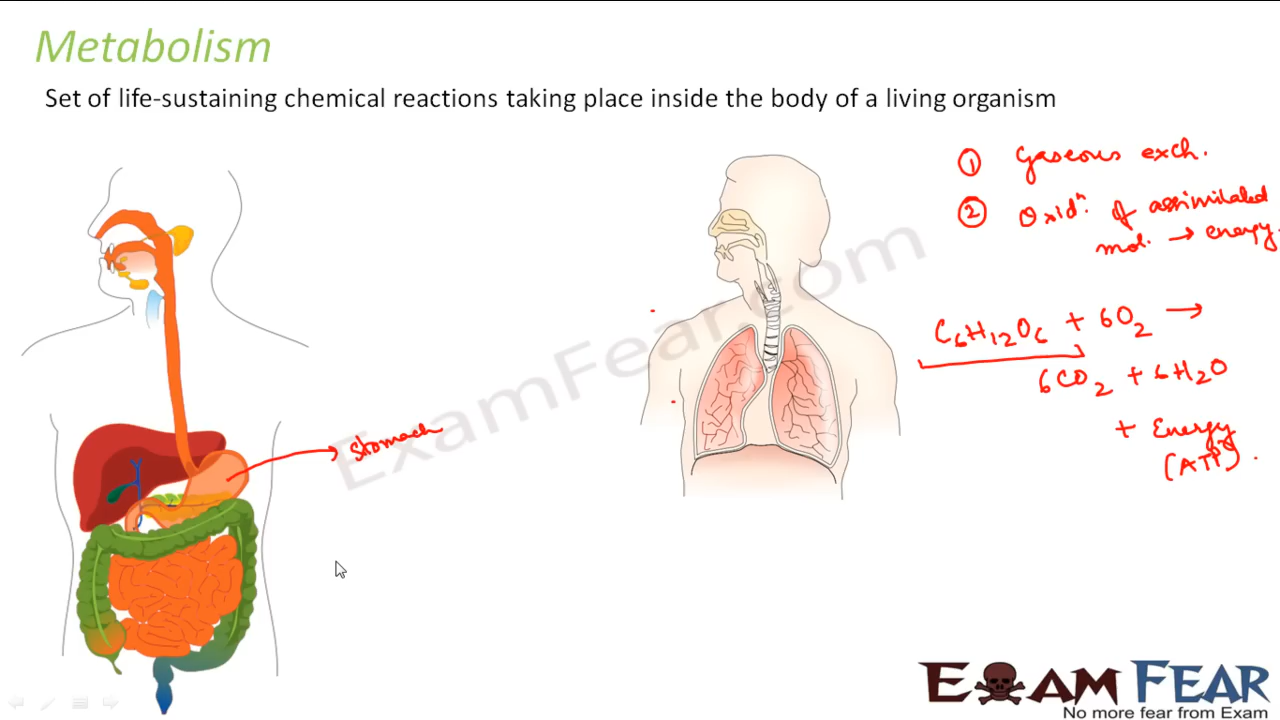 Metabolism
Set of life-sustaining chemical reactions taking place inside the body of a living organism
① Gaseous exch.
② Oxidⁿ. of assimilated
mol. → energy.
C₆H₁₂O₆ + 6O₂ →
6CO₂ + 6H₂O
+ Energy
(ATP).
Stomach
ExamFear.com
EXAM FEAR
No more fear from Exam